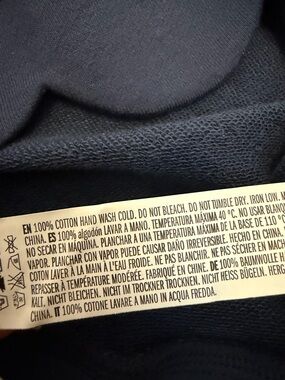 EN 100% COTTON HAND WASH COLD. DO NOT BLEACH. DO NOT TUMBLE DRY. IRON LOW.
CHINA. ES 100% algodón LAVAR A MANO. TEMPERATURA MÁXIMA 40 °C. NO USAR
NO SECAR EN MÁQUINA. PLANCHAR A UNA TEMPERATURA MÁXIMA DE LA BASE DE 110 °C
VAPOR. PLANCHAR CON VAPOR PUEDE CAUSAR DAÑO IRREVERSIBLE. HECHO EN CHINA.
COTON LAVER À LA MAIN À L'EAU FROIDE. NE PAS BLANCHIR. NE PAS SÉCHER EN
REPASSER À TEMPÉRATURE MODÉRÉE. FABRIQUÉ EN CHINE. DE 100% BAUMWOLLE
KALT. NICHT BLEICHEN. NICHT IM TROCKNER TROCKNEN. NICHT HEISS BÜGELN.
CHINA. IT 100% COTONE LAVARE A MANO IN ACQUA FREDDA.